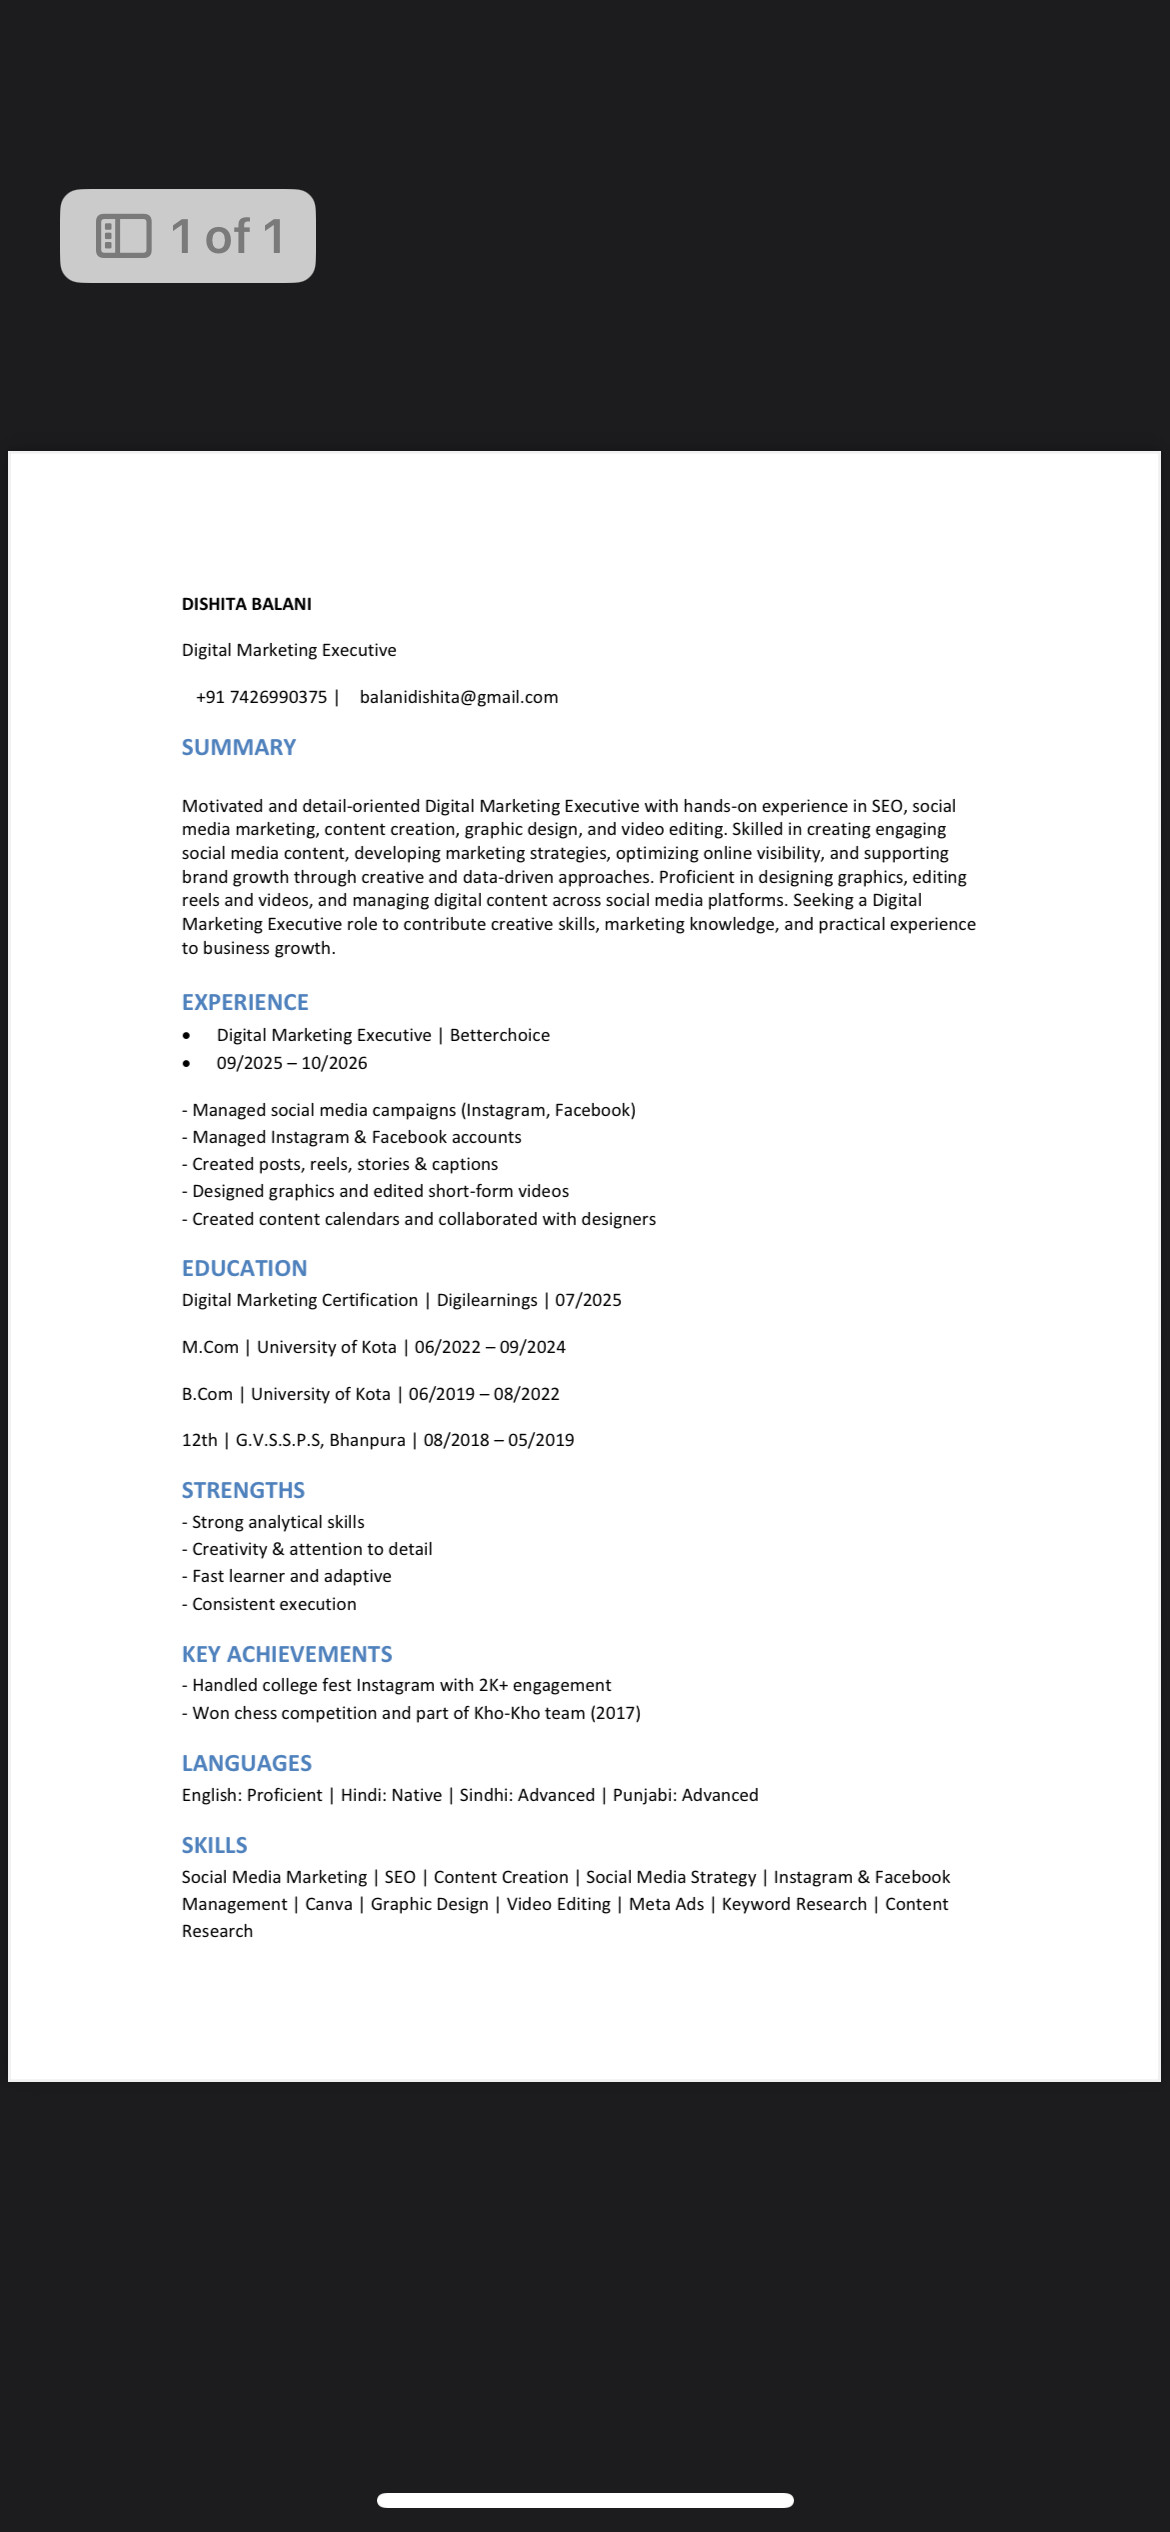 1 of 1
DISHITA BALANI
Digital Marketing Executive
+91 7426990375 | balanidishita@gmail.com
SUMMARY
Motivated and detail-oriented Digital Marketing Executive with hands-on experience in SEO, social
media marketing, content creation, graphic design, and video editing. Skilled in creating engaging
social media content, developing marketing strategies, optimizing online visibility, and supporting
brand growth through creative and data-driven approaches. Proficient in designing graphics, editing
reels and videos, and managing digital content across social media platforms. Seeking a Digital
Marketing Executive role to contribute creative skills, marketing knowledge, and practical experience
to business growth.
EXPERIENCE
• Digital Marketing Executive | Betterchoice
• 09/2025 – 10/2026
- Managed social media campaigns (Instagram, Facebook)
- Managed Instagram & Facebook accounts
- Created posts, reels, stories & captions
- Designed graphics and edited short-form videos
- Created content calendars and collaborated with designers
EDUCATION
Digital Marketing Certification | Digilearnings | 07/2025
M.Com | University of Kota | 06/2022 – 09/2024
B.Com | University of Kota | 06/2019 – 08/2022
12th | G.V.S.S.P.S, Bhanpura | 08/2018 – 05/2019
STRENGTHS
- Strong analytical skills
- Creativity & attention to detail
- Fast learner and adaptive
- Consistent execution
KEY ACHIEVEMENTS
- Handled college fest Instagram with 2K+ engagement
- Won chess competition and part of Kho-Kho team (2017)
LANGUAGES
English: Proficient | Hindi: Native | Sindhi: Advanced | Punjabi: Advanced
SKILLS
Social Media Marketing | SEO | Content Creation | Social Media Strategy | Instagram & Facebook
Management | Canva | Graphic Design | Video Editing | Meta Ads | Keyword Research | Content
Research